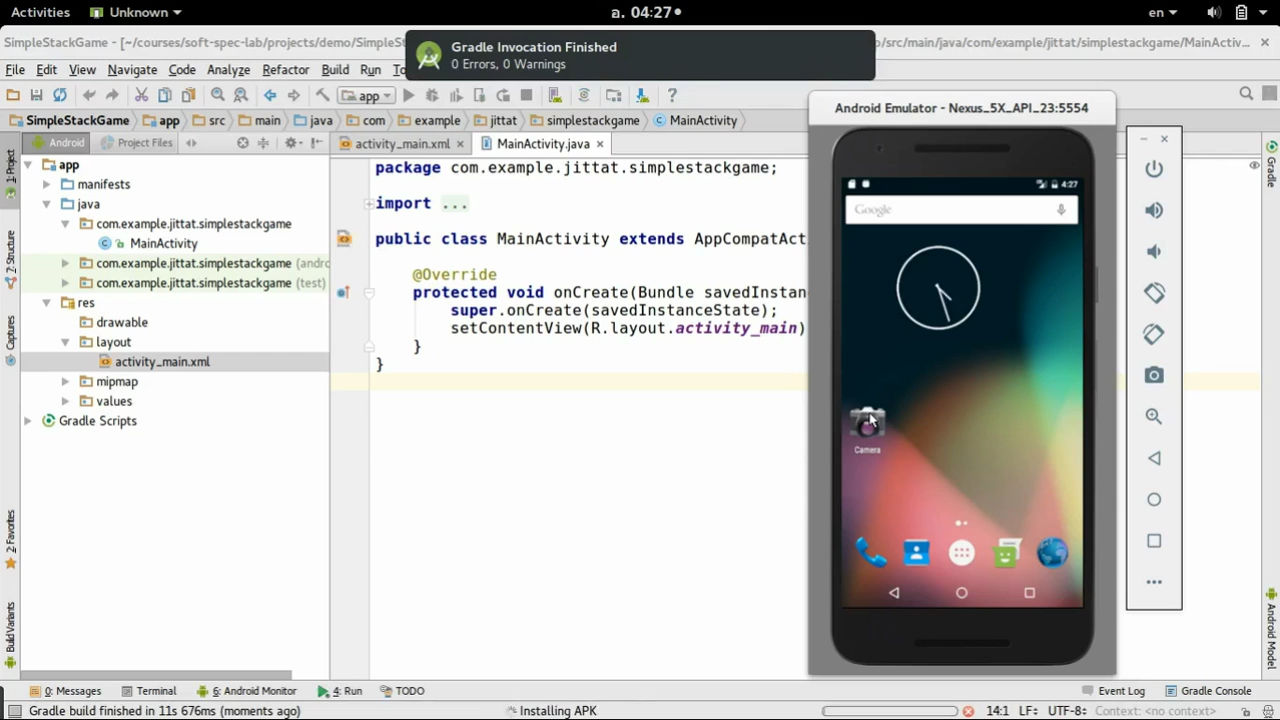 Activities Unknown อ. 04:27 en
SimpleStackGame - [~/courses/soft-spec-lab/projects/demo/SimpleS
p/src/main/java/com/example/jittat/simplestackgame/MainActiv...
Gradle Invocation Finished
0 Errors, 0 Warnings
File Edit View Navigate Code Analyze Refactor Build Run
app
SimpleStackGame app src main java com example jittat simplestackgame MainActivity
Android Project Files
activity_main.xml MainActivity.java
1: Project
Z: Structure
Captures
2: Favorites
Build Variants
app
manifests
java
com.example.jittat.simplestackgame
MainActivity
com.example.jittat.simplestackgame (andro
com.example.jittat.simplestackgame (test)
res
drawable
layout
activity_main.xml
mipmap
values
Gradle Scripts
package com.example.jittat.simplestackgame;
import ...
public class MainActivity extends AppCompatActi
@Override
protected void onCreate(Bundle savedInstan
super.onCreate(savedInstanceState);
setContentView(R.layout.activity_main)
}
}
Android Emulator - Nexus_5X_API_23:5554
4:27
Google
Camera
Gradle
Android Model
0: Messages Terminal 6: Android Monitor 4: Run TODO Event Log Gradle Console
Gradle build finished in 11s 676ms (moments ago) Installing APK 14:1 LF÷ UTF-8÷ Context: <no context>